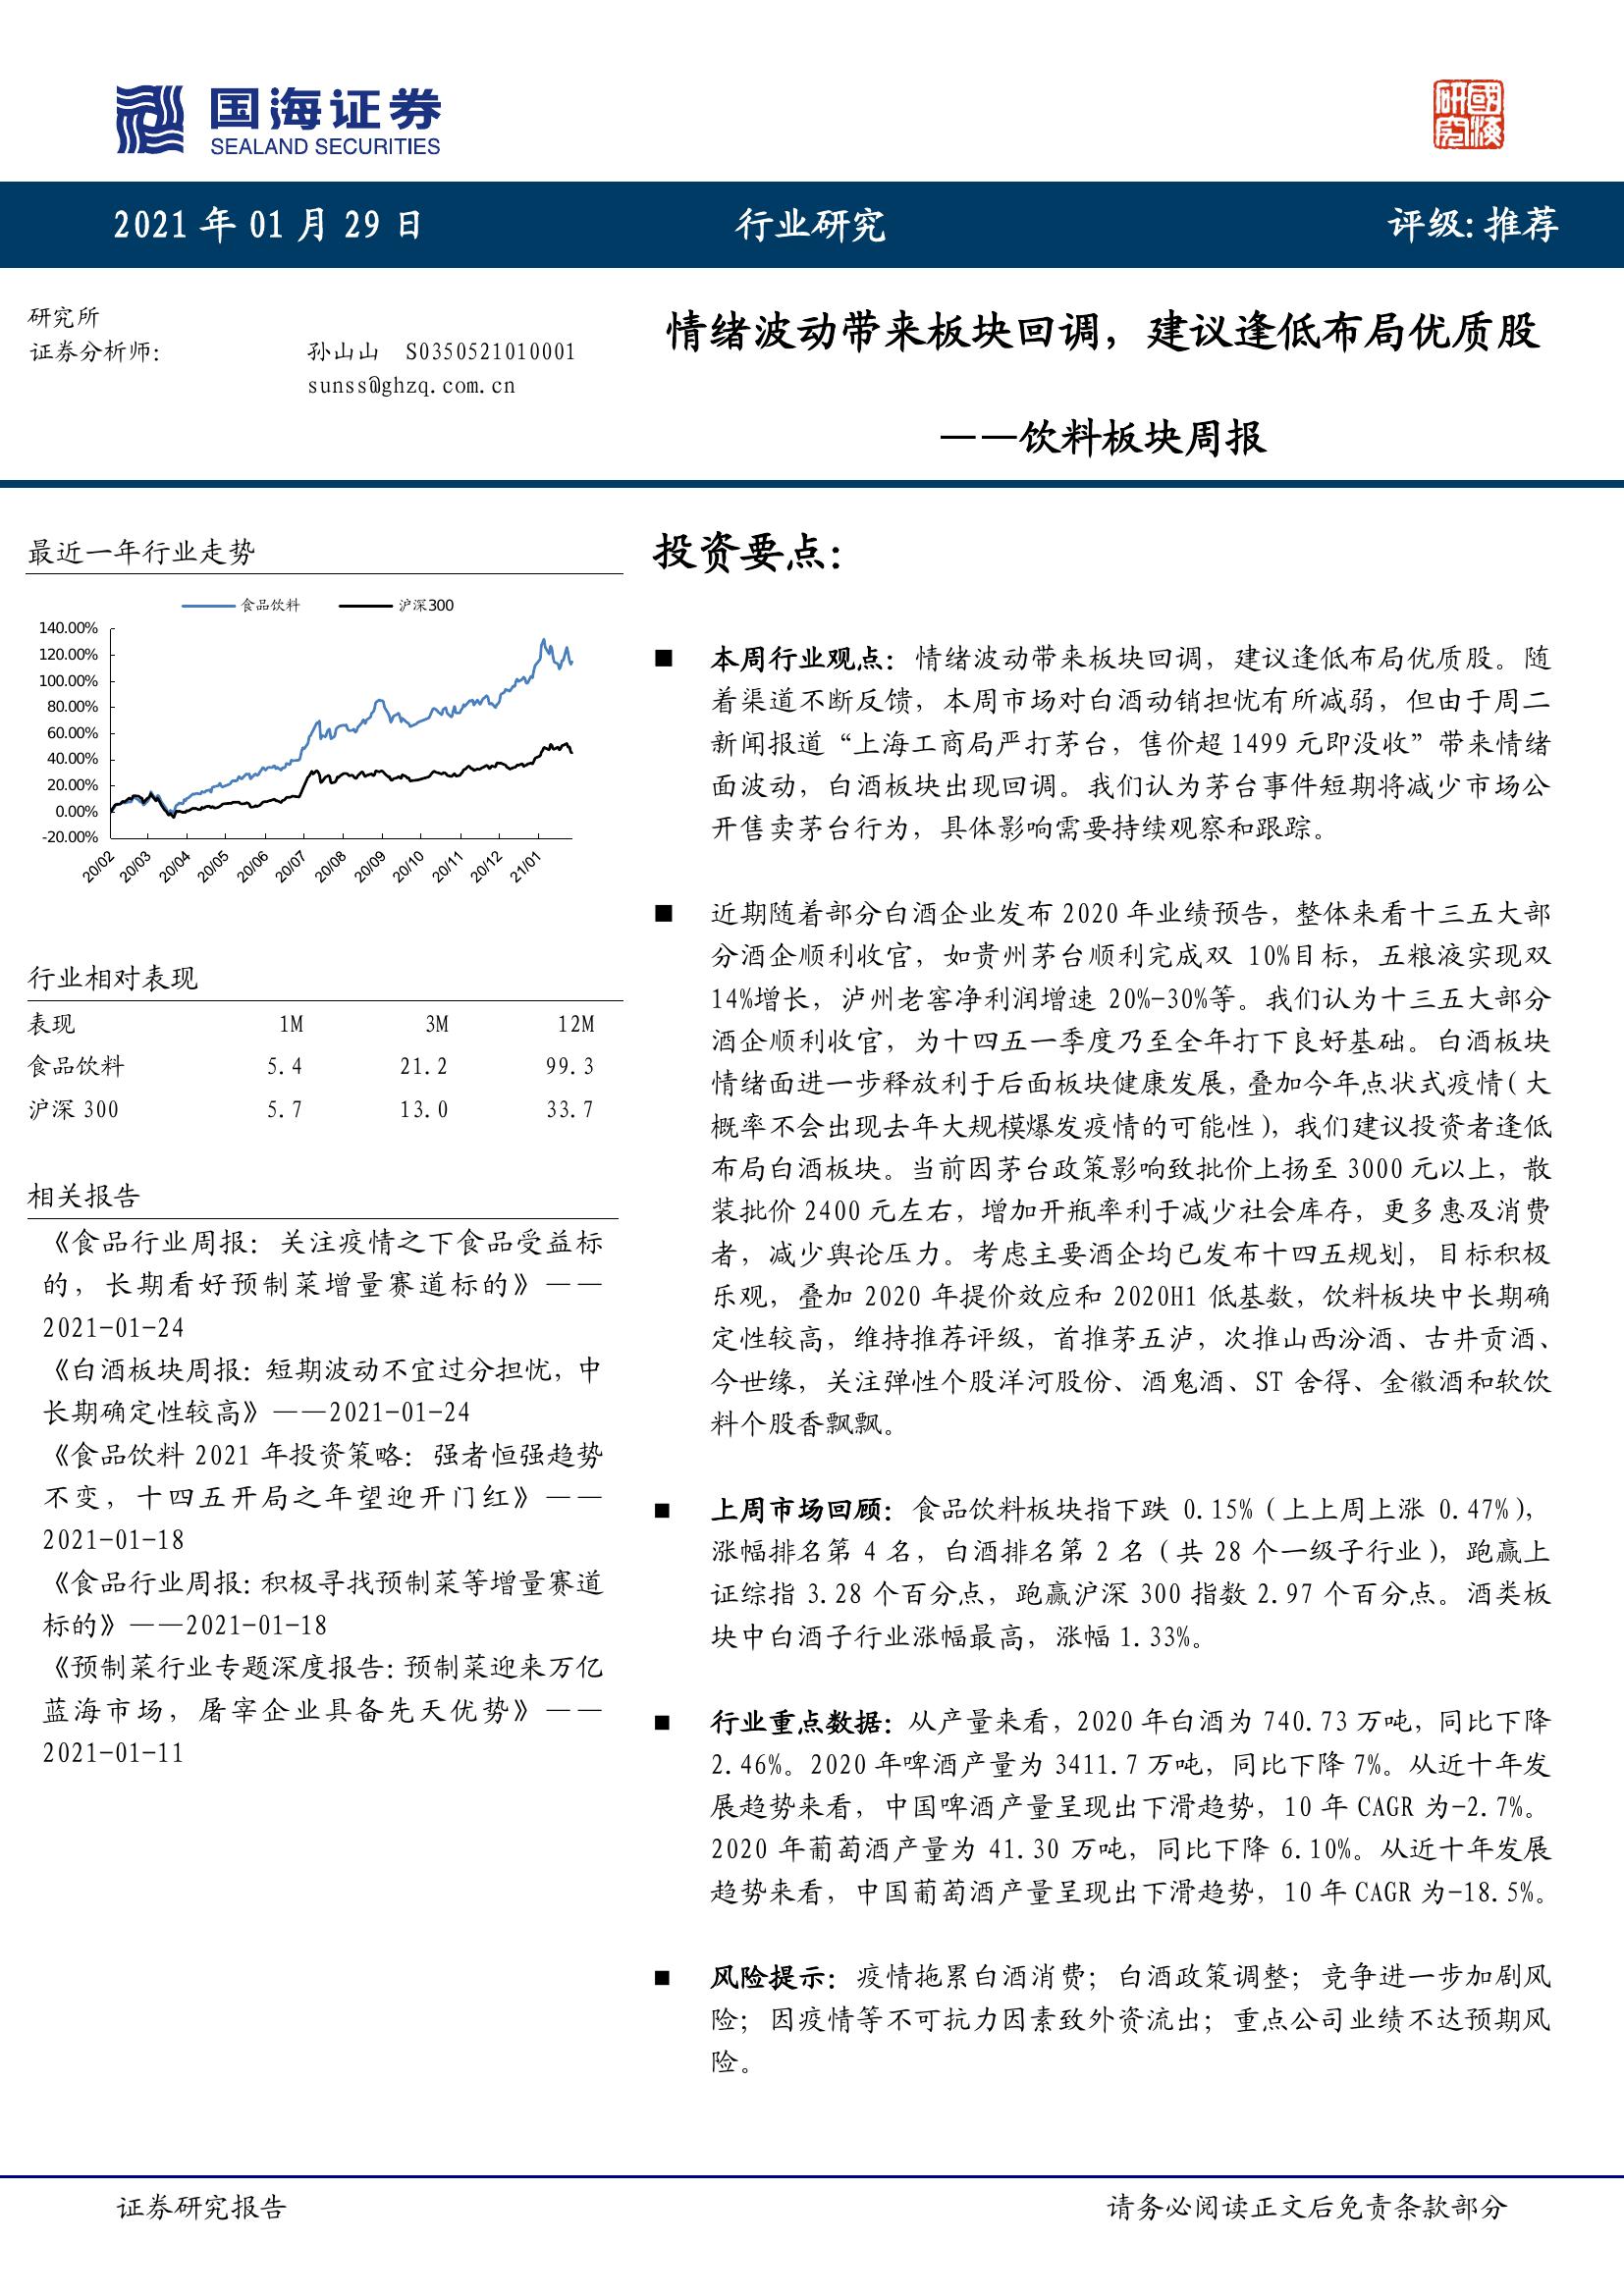 国海证券
SEALAND SECURITIES
國海
研究
2021 年 01 月 29 日
行业研究
评级:推荐
研究所
证券分析师:
孙山山 S0350521010001
sunss@ghzq.com.cn
情绪波动带来板块回调，建议逢低布局优质股
——饮料板块周报
最近一年行业走势
食品饮料
沪深300
140.00%
120.00%
100.00%
80.00%
60.00%
40.00%
20.00%
0.00%
-20.00%
20/02
20/03
20/04
20/05
20/06
20/07
20/08
20/09
20/10
20/11
20/12
21/01
行业相对表现
表现 1M 3M 12M
食品饮料 5.4 21.2 99.3
沪深 300 5.7 13.0 33.7
相关报告
《食品行业周报：关注疫情之下食品受益标
的，长期看好预制菜增量赛道标的》——
2021-01-24
《白酒板块周报：短期波动不宜过分担忧，中
长期确定性较高》——2021-01-24
《食品饮料 2021 年投资策略：强者恒强趋势
不变，十四五开局之年望迎开门红》——
2021-01-18
《食品行业周报：积极寻找预制菜等增量赛道
标的》——2021-01-18
《预制菜行业专题深度报告：预制菜迎来万亿
蓝海市场，屠宰企业具备先天优势》——
2021-01-11
投资要点：
■ 本周行业观点：情绪波动带来板块回调，建议逢低布局优质股。随
着渠道不断反馈，本周市场对白酒动销担忧有所减弱，但由于周二
新闻报道“上海工商局严打茅台，售价超 1499 元即没收”带来情绪
面波动，白酒板块出现回调。我们认为茅台事件短期将减少市场公
开售卖茅台行为，具体影响需要持续观察和跟踪。
■ 近期随着部分白酒企业发布 2020 年业绩预告，整体来看十三五大部
分酒企顺利收官，如贵州茅台顺利完成双 10%目标，五粮液实现双
14%增长，泸州老窖净利润增速 20%-30%等。我们认为十三五大部分
酒企顺利收官，为十四五一季度乃至全年打下良好基础。白酒板块
情绪面进一步释放利于后面板块健康发展，叠加今年点状式疫情（大
概率不会出现去年大规模爆发疫情的可能性），我们建议投资者逢低
布局白酒板块。当前因茅台政策影响致批价上扬至 3000 元以上，散
装批价 2400 元左右，增加开瓶率利于减少社会库存，更多惠及消费
者，减少舆论压力。考虑主要酒企均已发布十四五规划，目标积极
乐观，叠加 2020 年提价效应和 2020H1 低基数，饮料板块中长期确
定性较高，维持推荐评级，首推茅五泸，次推山西汾酒、古井贡酒、
今世缘，关注弹性个股洋河股份、酒鬼酒、ST 舍得、金徽酒和软饮
料个股香飘飘。
■ 上周市场回顾：食品饮料板块指下跌 0.15%（上上周上涨 0.47%），
涨幅排名第 4 名，白酒排名第 2 名（共 28 个一级子行业），跑赢上
证综指 3.28 个百分点，跑赢沪深 300 指数 2.97 个百分点。酒类板
块中白酒子行业涨幅最高，涨幅 1.33%。
■ 行业重点数据：从产量来看，2020 年白酒为 740.73 万吨，同比下降
2.46%。2020 年啤酒产量为 3411.7 万吨，同比下降 7%。从近十年发
展趋势来看，中国啤酒产量呈现出下滑趋势，10 年 CAGR 为-2.7%。
2020 年葡萄酒产量为 41.30 万吨，同比下降 6.10%。从近十年发展
趋势来看，中国葡萄酒产量呈现出下滑趋势，10 年 CAGR 为-18.5%。
■ 风险提示：疫情拖累白酒消费；白酒政策调整；竞争进一步加剧风
险；因疫情等不可抗力因素致外资流出；重点公司业绩不达预期风
险。
证券研究报告
请务必阅读正文后免责条款部分